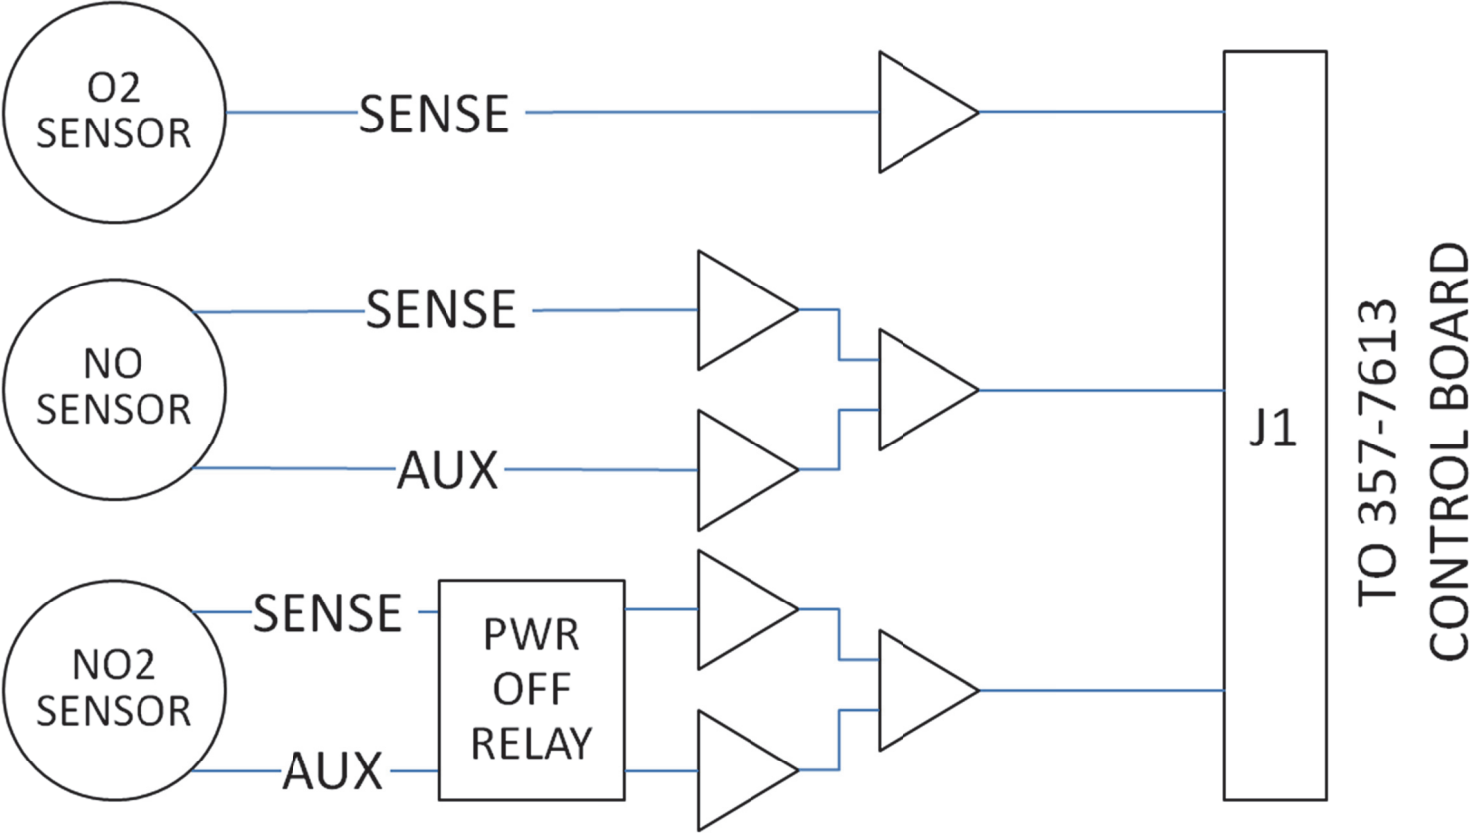 O2
SENSOR
SENSE
NO
SENSOR
SENSE
AUX
NO2
SENSOR
SENSE
AUX
PWR
OFF
RELAY
J1
TO 357-7613
CONTROL BOARD